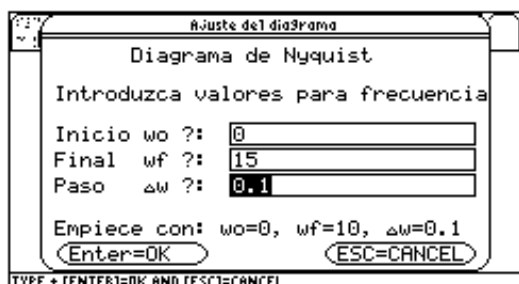 Ajuste del diagrama
Diagrama de Nyquist
Introduzca valores para frecuencia
Inicio wo ?: 0
Final wf ?: 15
Paso △w ?: 0.1
Empiece con: wo=0, wf=10, △w=0.1
Enter=OK ESC=CANCEL
TYPE + [ENTER]=OK AND [ESC]=CANCEL